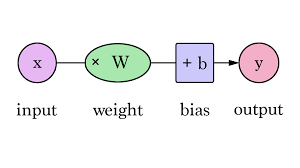 x × W + b y
input weight bias output